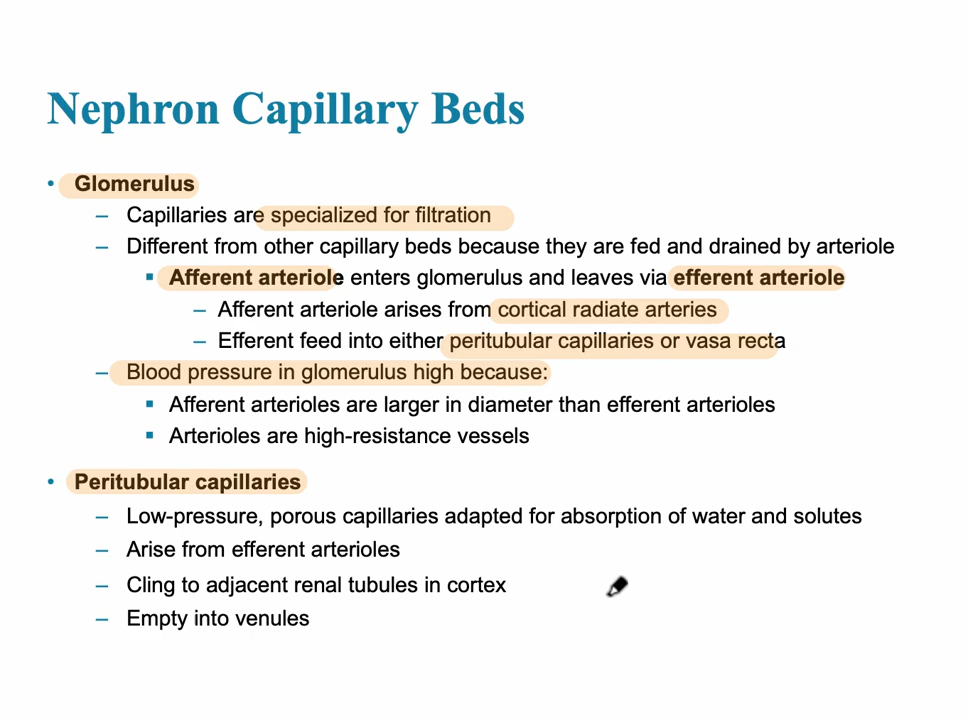 Nephron Capillary Beds
• Glomerulus
– Capillaries are specialized for filtration
– Different from other capillary beds because they are fed and drained by arteriole
▪ Afferent arteriole enters glomerulus and leaves via efferent arteriole
– Afferent arteriole arises from cortical radiate arteries
– Efferent feed into either peritubular capillaries or vasa recta
– Blood pressure in glomerulus high because:
▪ Afferent arterioles are larger in diameter than efferent arterioles
▪ Arterioles are high-resistance vessels
• Peritubular capillaries
– Low-pressure, porous capillaries adapted for absorption of water and solutes
– Arise from efferent arterioles
– Cling to adjacent renal tubules in cortex
– Empty into venules